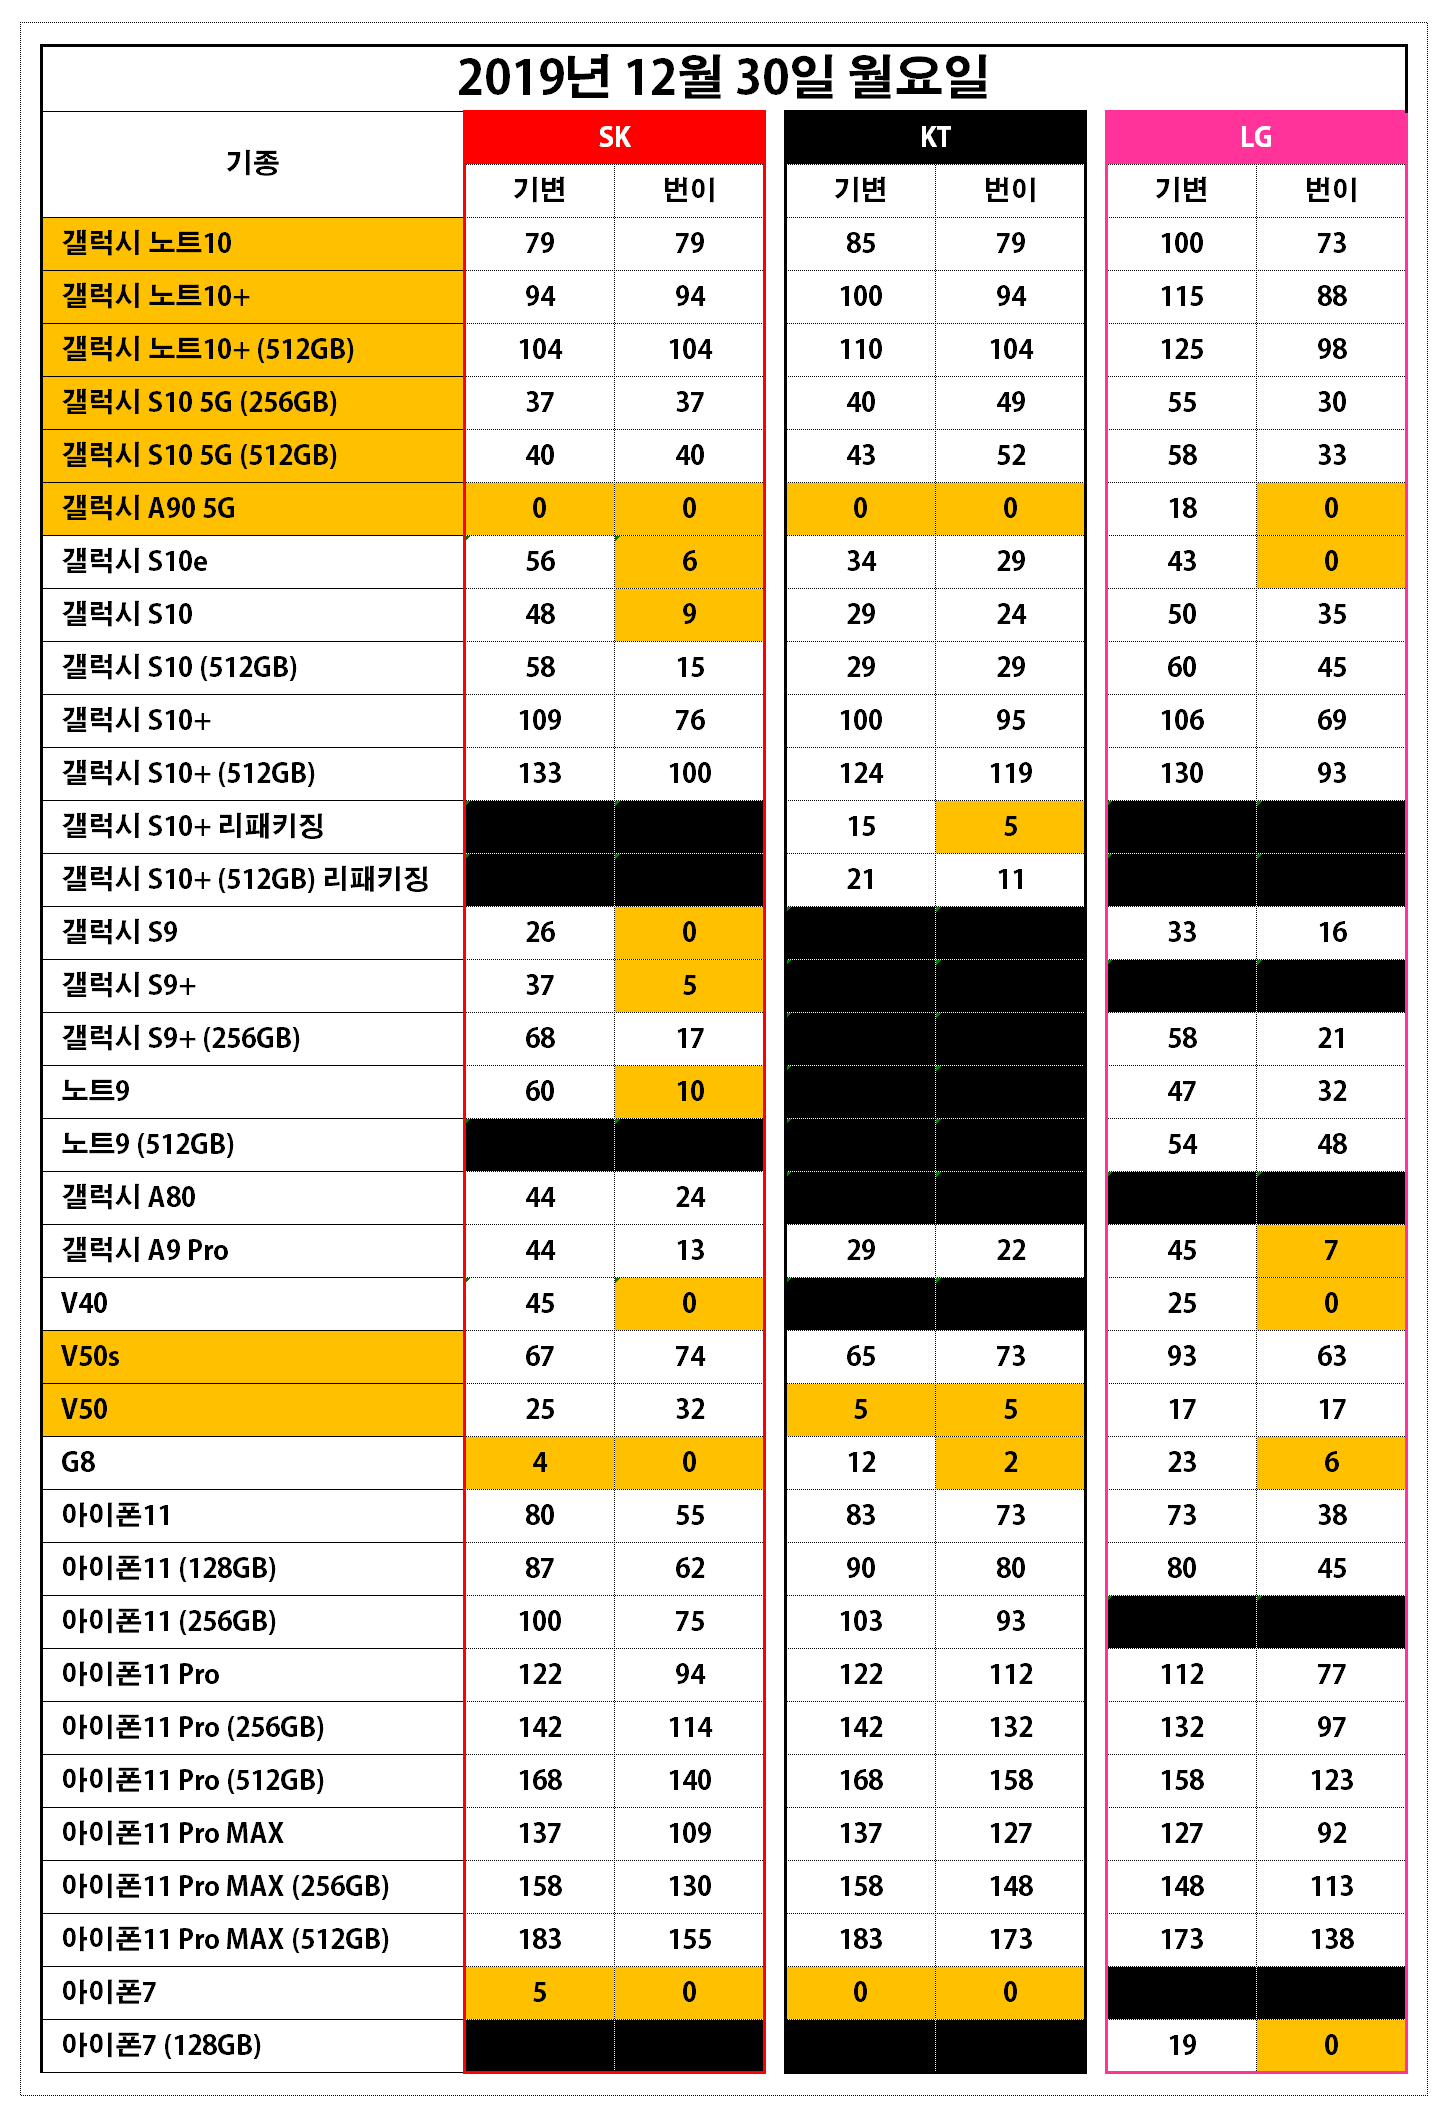 2019년 12월 30일 월요일
기종 SK KT LG
기변 번이 기변 번이 기변 번이
갤럭시 노트10 79 79 85 79 100 73
갤럭시 노트10+ 94 94 100 94 115 88
갤럭시 노트10+ (512GB) 104 104 110 104 125 98
갤럭시 S10 5G (256GB) 37 37 40 49 55 30
갤럭시 S10 5G (512GB) 40 40 43 52 58 33
갤럭시 A90 5G 0 0 0 0 18 0
갤럭시 S10e 56 6 34 29 43 0
갤럭시 S10 48 9 29 24 50 35
갤럭시 S10 (512GB) 58 15 29 29 60 45
갤럭시 S10+ 109 76 100 95 106 69
갤럭시 S10+ (512GB) 133 100 124 119 130 93
갤럭시 S10+ 리패키징 15 5
갤럭시 S10+ (512GB) 리패키징 21 11
갤럭시 S9 26 0 33 16
갤럭시 S9+ 37 5
갤럭시 S9+ (256GB) 68 17 58 21
노트9 60 10 47 32
노트9 (512GB) 54 48
갤럭시 A80 44 24
갤럭시 A9 Pro 44 13 29 22 45 7
V40 45 0 25 0
V50s 67 74 65 73 93 63
V50 25 32 5 5 17 17
G8 4 0 12 2 23 6
아이폰11 80 55 83 73 73 38
아이폰11 (128GB) 87 62 90 80 80 45
아이폰11 (256GB) 100 75 103 93
아이폰11 Pro 122 94 122 112 112 77
아이폰11 Pro (256GB) 142 114 142 132 132 97
아이폰11 Pro (512GB) 168 140 168 158 158 123
아이폰11 Pro MAX 137 109 137 127 127 92
아이폰11 Pro MAX (256GB) 158 130 158 148 148 113
아이폰11 Pro MAX (512GB) 183 155 183 173 173 138
아이폰7 5 0 0 0
아이폰7 (128GB) 19 0